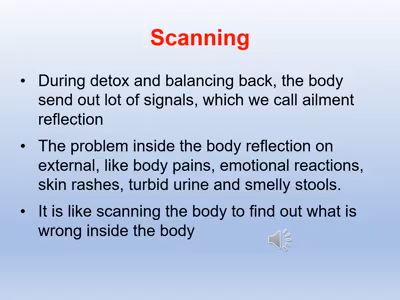 Scanning
• During detox and balancing back, the body
send out lot of signals, which we call ailment
reflection
• The problem inside the body reflection on
external, like body pains, emotional reactions,
skin rashes, turbid urine and smelly stools.
• It is like scanning the body to find out what is
wrong inside the body